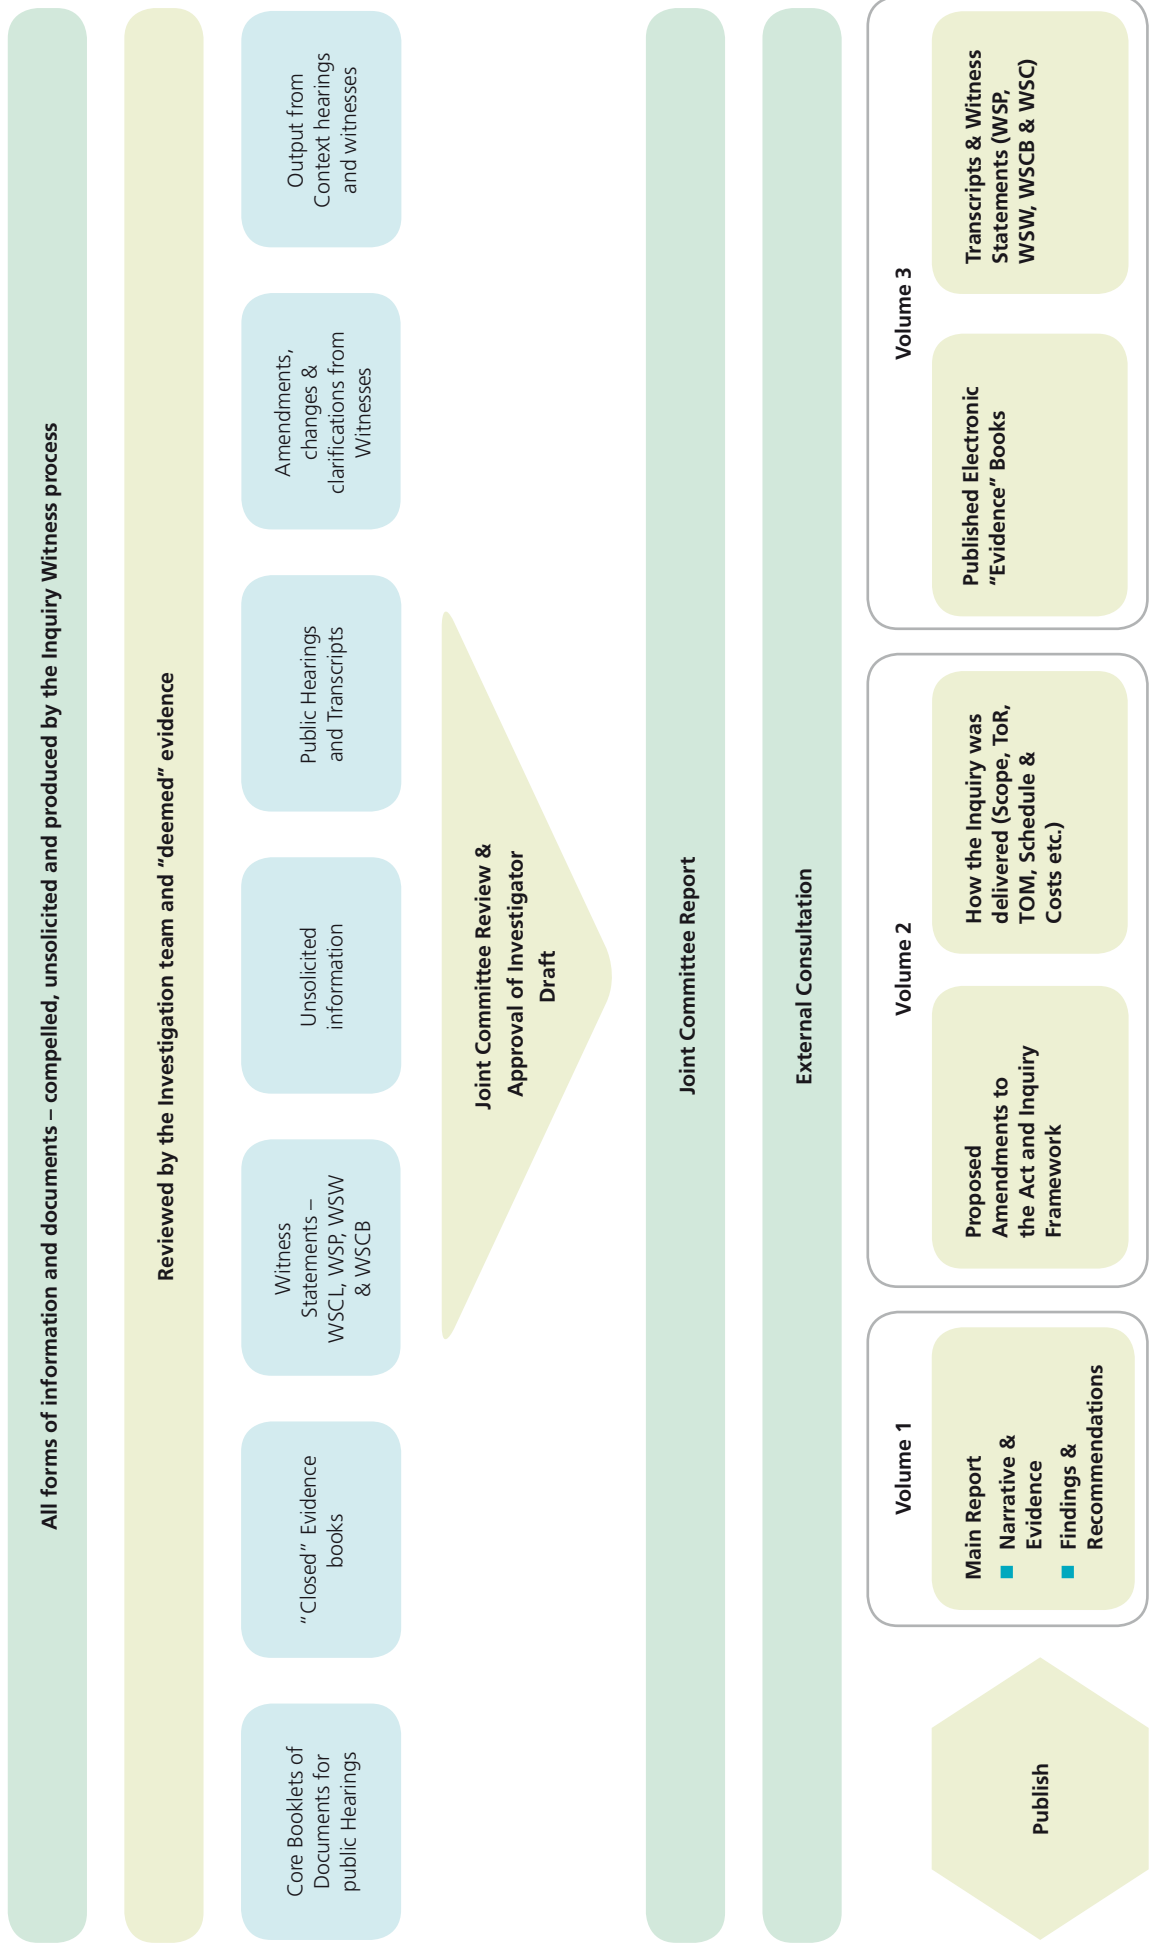 All forms of information and documents – compelled, unsolicited and produced by the Inquiry Witness process
Reviewed by the Investigation team and “deemed” evidence
Core Booklets of
Documents for
public Hearings
“Closed” Evidence
books
Witness
Statements –
WSCL, WSP, WSW
& WSCB
Unsolicited
information
Public Hearings
and Transcripts
Amendments,
changes &
clarifications from
Witnesses
Output from
Context hearings
and witnesses
Joint Committee Review &
Approval of Investigator
Draft
Joint Committee Report
External Consultation
Publish
Volume 1
Main Report
Narrative &
Evidence
Findings &
Recommendations
Volume 2
Proposed
Amendments to
the Act and Inquiry
Framework
How the Inquiry was
delivered (Scope, ToR,
TOM, Schedule &
Costs etc.)
Volume 3
Published Electronic
“Evidence” Books
Transcripts & Witness
Statements (WSP,
WSW, WSCB & WSC)